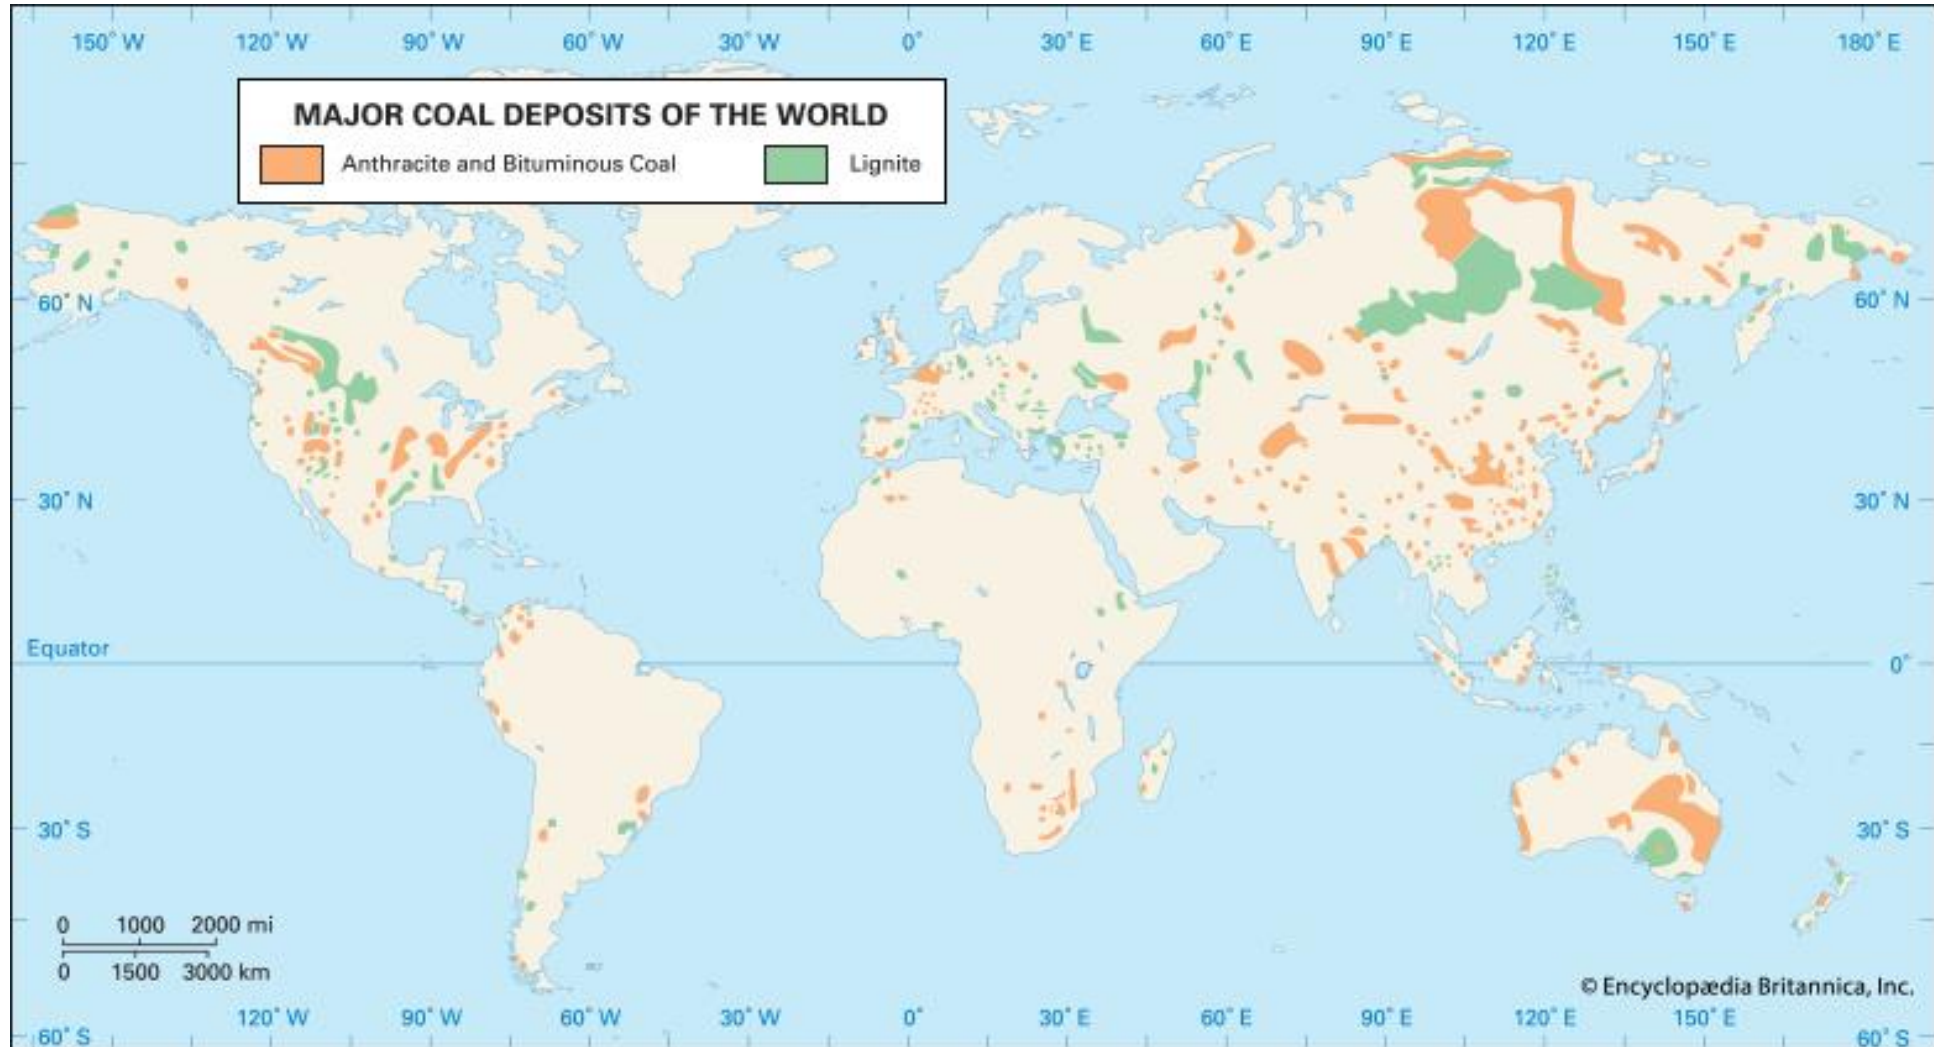 150° W 120° W 90° W 60° W 30° W 0° 30° E 60° E 90° E 120° E 150° E 180° E
MAJOR COAL DEPOSITS OF THE WORLD
Anthracite and Bituminous Coal Lignite
60° N 60° N
30° N 30° N
Equator 0°
30° S 30° S
0 1000 2000 mi
0 1500 3000 km
© Encyclopædia Britannica, Inc.
120° W 90° W 60° W 30° W 0° 30° E 60° E 90° E 120° E 150° E
60° S 60° S